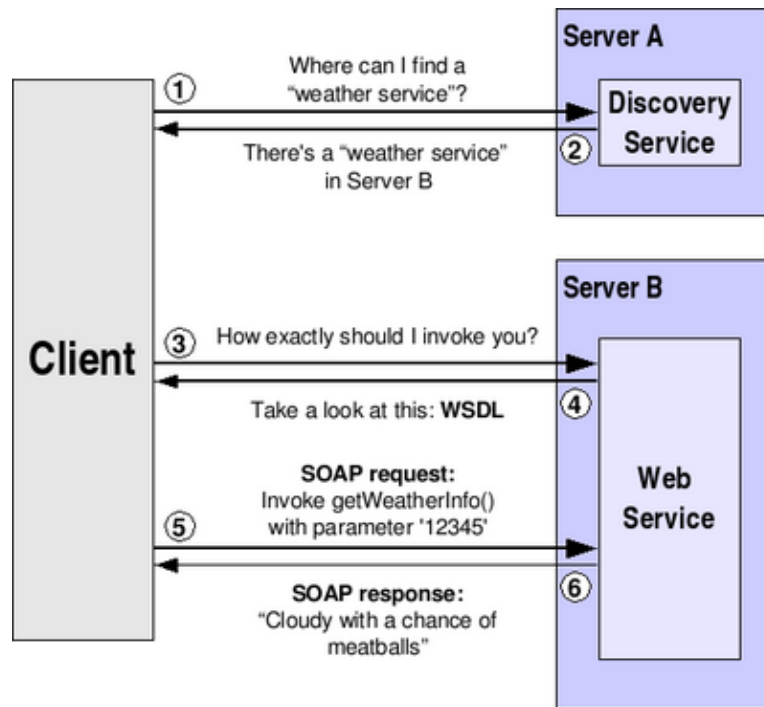 Server A
Where can I find a
“weather service”?
1
Discovery
Service
2
There's a “weather service”
in Server B
Server B
Client
3
How exactly should I invoke you?
Take a look at this: WSDL
4
SOAP request:
Invoke getWeatherInfo()
with parameter '12345'
5
Web
Service
6
SOAP response:
“Cloudy with a chance of
meatballs”